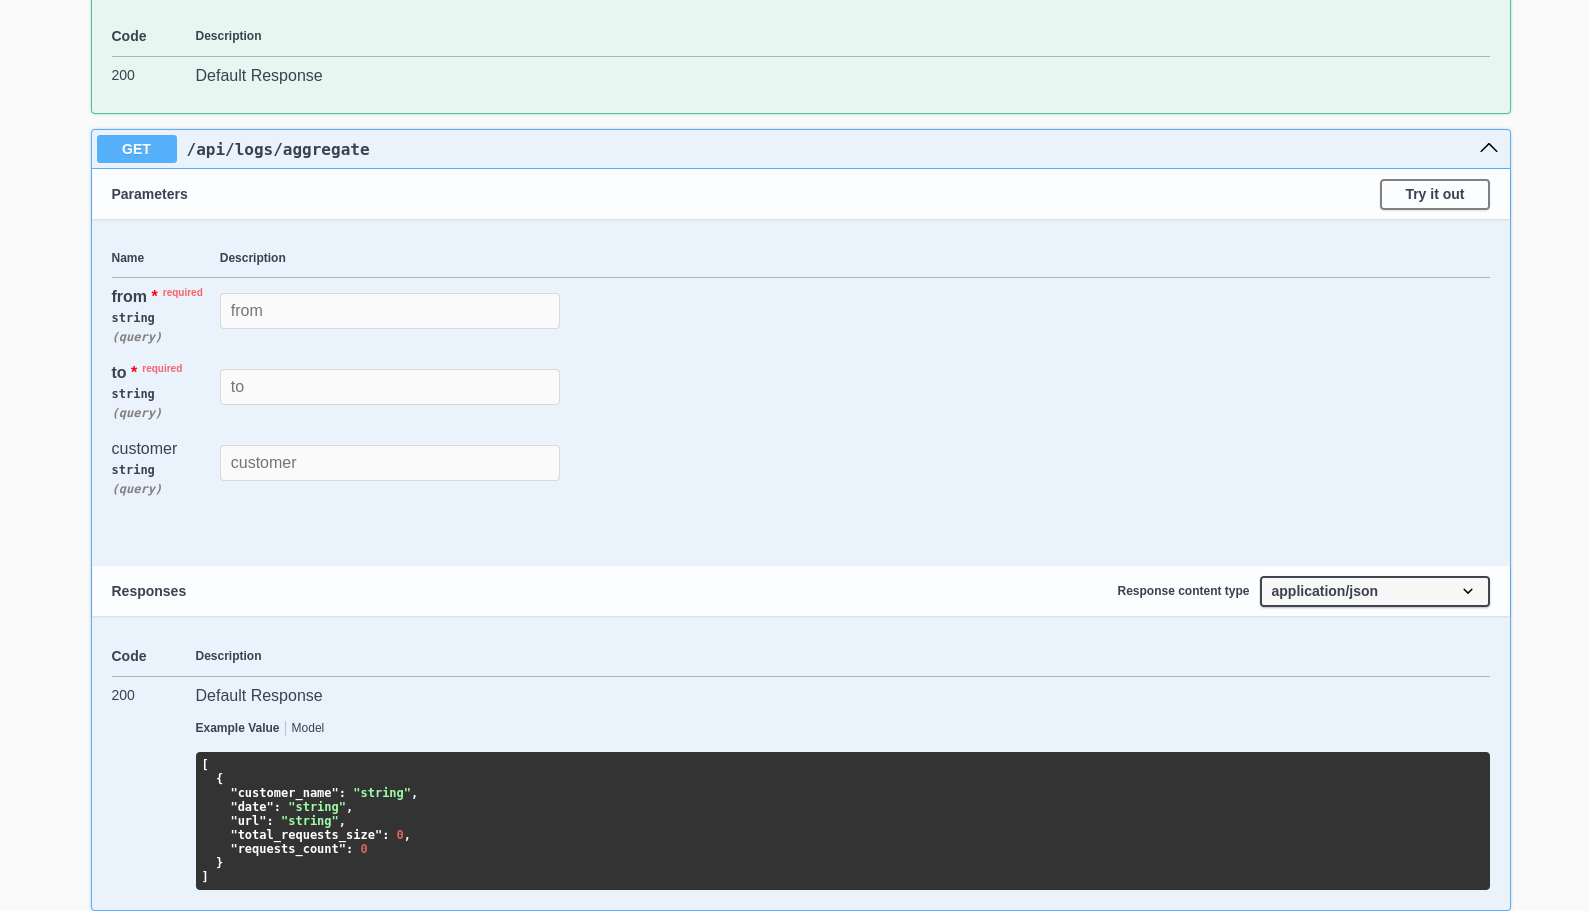 Code Description
200 Default Response
GET /api/logs/aggregate
Parameters Try it out
Name Description
from * required from
string
(query)
to * required to
string
(query)
customer customer
string
(query)
Responses Response content type application/json
Code Description
200 Default Response
Example Value Model
[
  {
    "customer_name": "string",
    "date": "string",
    "url": "string",
    "total_requests_size": 0,
    "requests_count": 0
  }
]